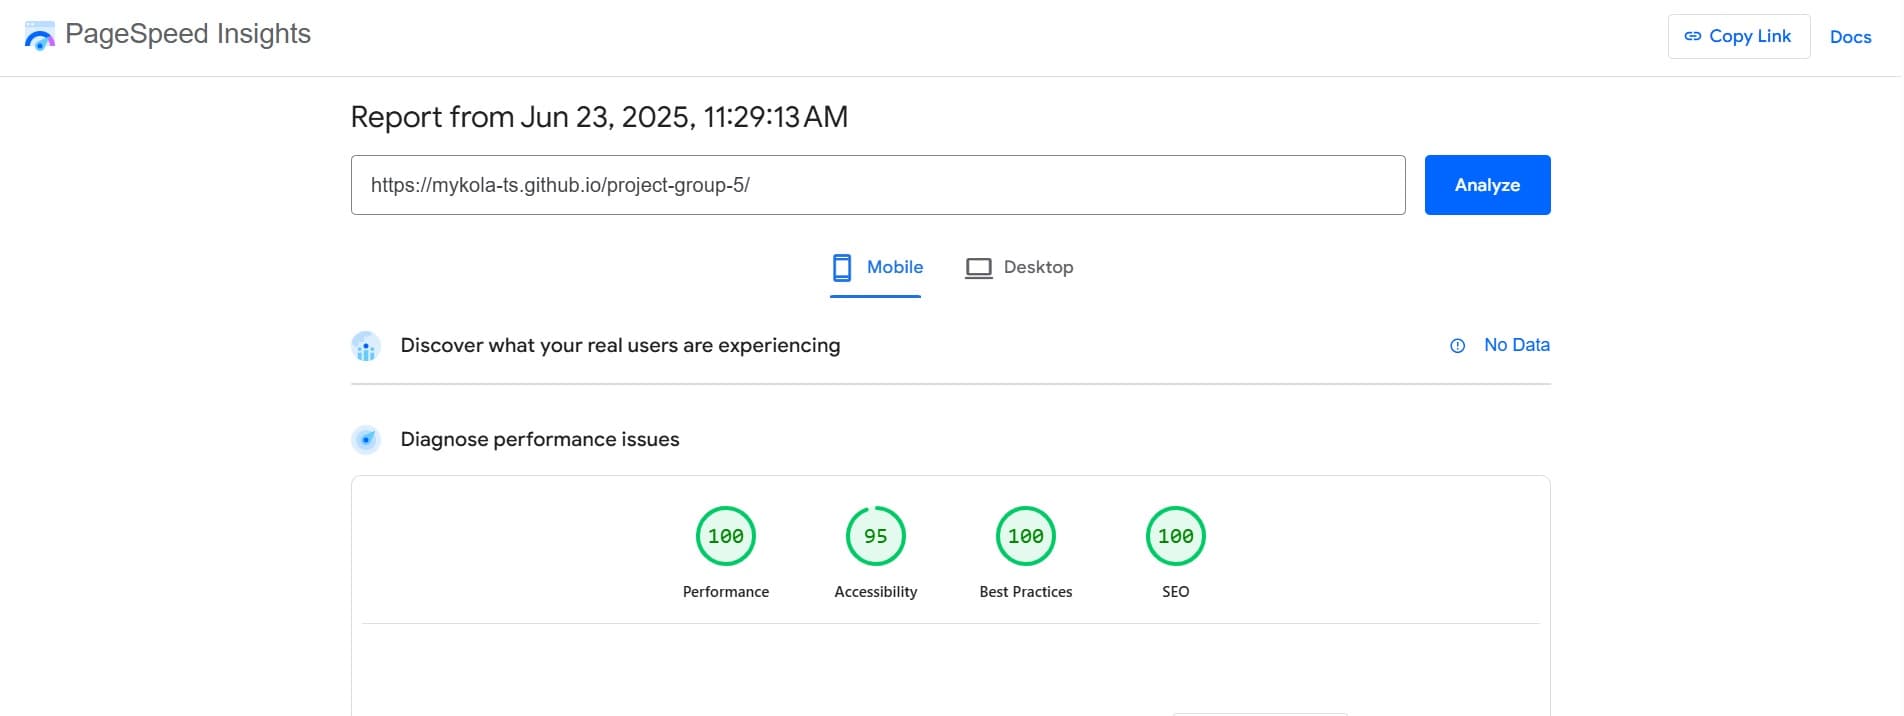 PageSpeed Insights
Copy Link
Docs
Report from Jun 23, 2025, 11:29:13 AM
https://mykola-ts.github.io/project-group-5/
Analyze
Mobile
Desktop
Discover what your real users are experiencing
No Data
Diagnose performance issues
100
95
100
100
Performance
Accessibility
Best Practices
SEO